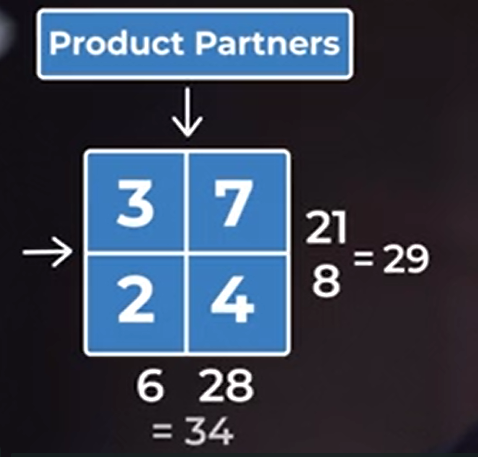 Product Partners
3 7 21
= 29
2 4 8
6 28
= 34